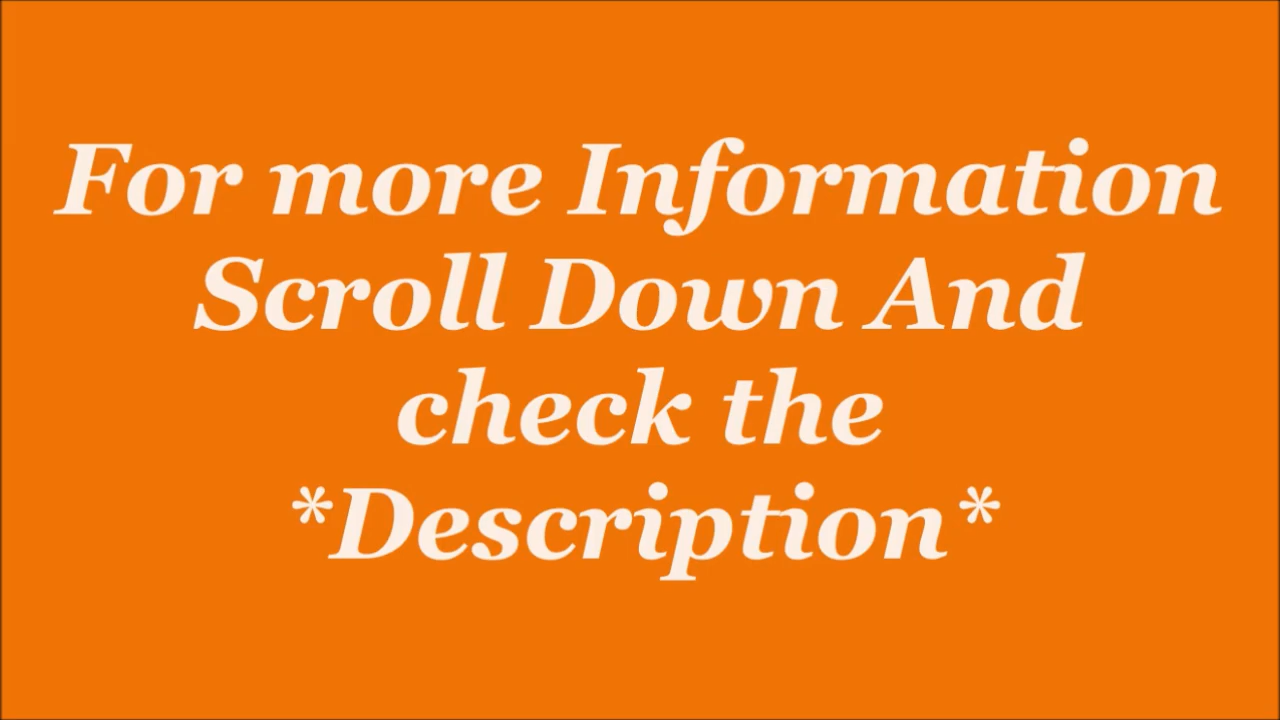 For more Information
Scroll Down And
check the
*Description*